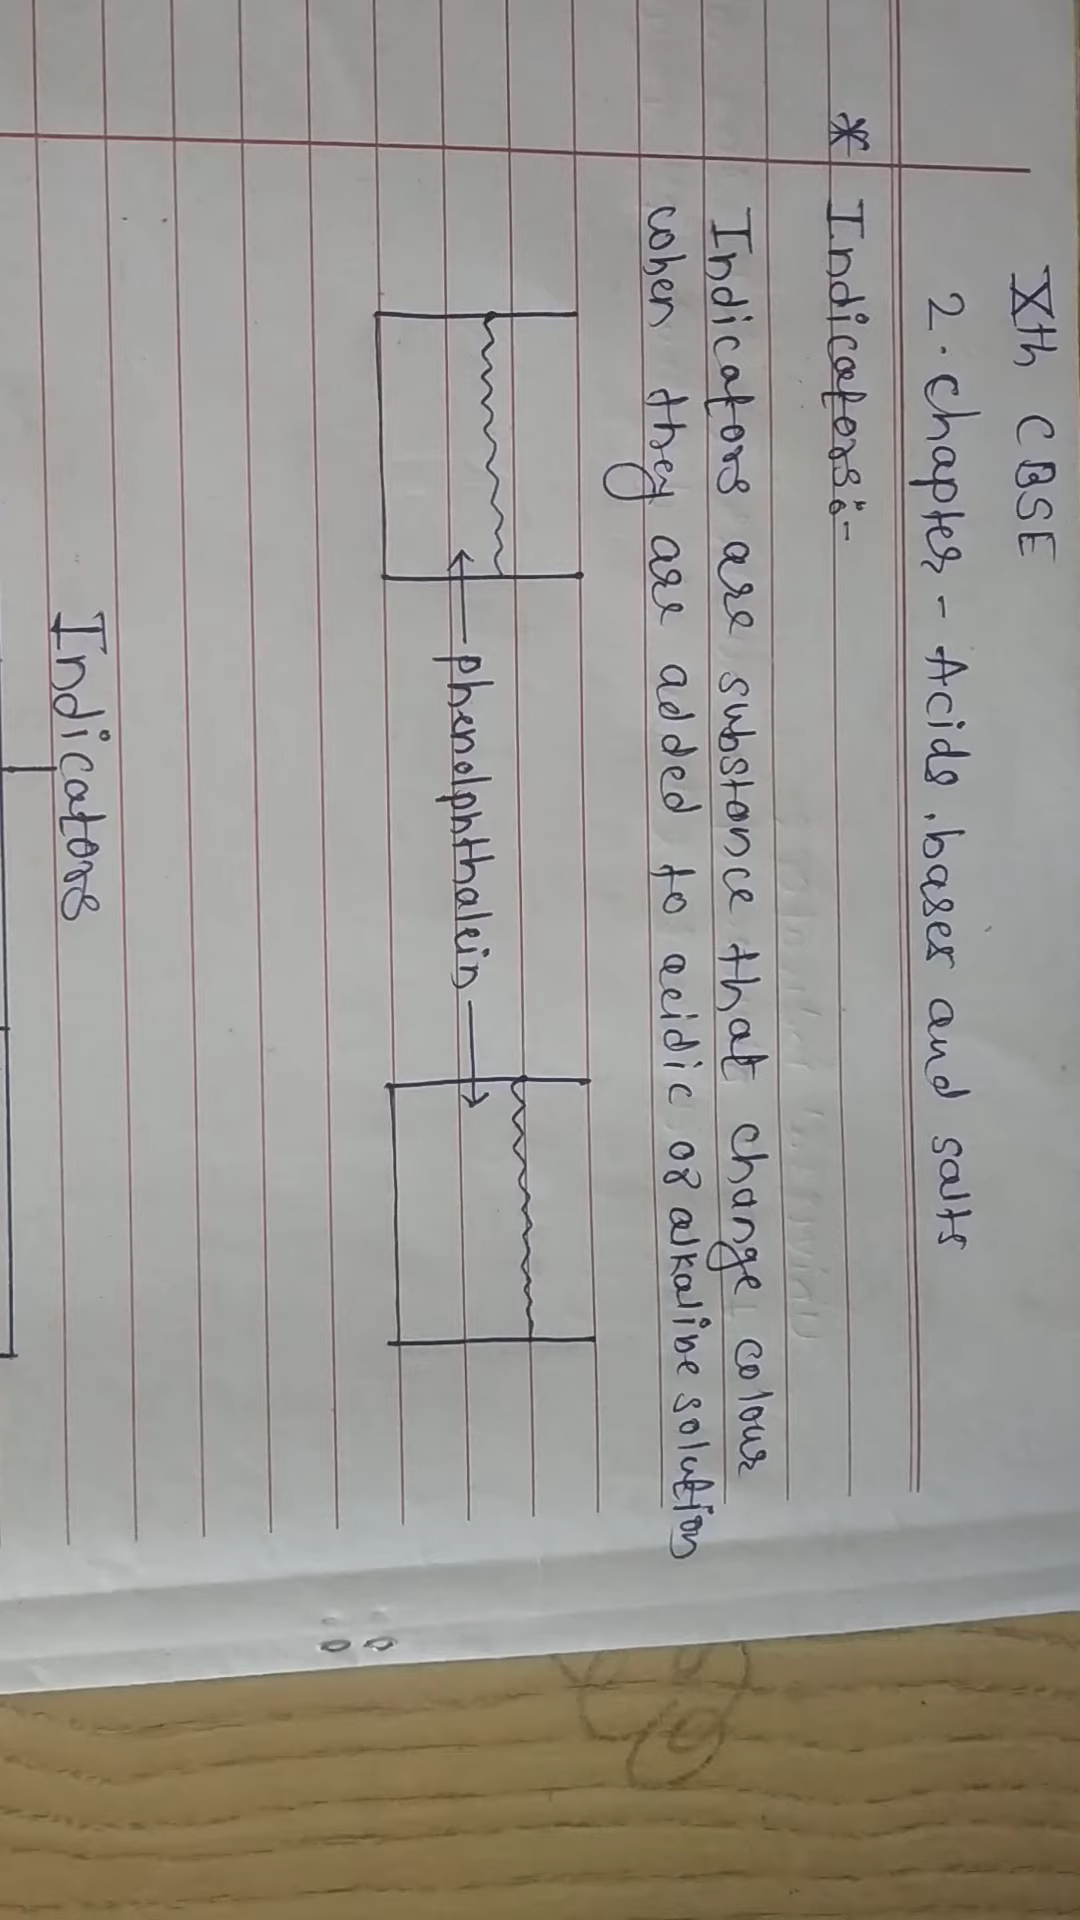 Xth CBSE
2. chapter - Acids, bases and salts
* Indicators:-
Indicators are substance that change colour
when they are added to acidic or alkaline solution
phenolphthalein
Indicators